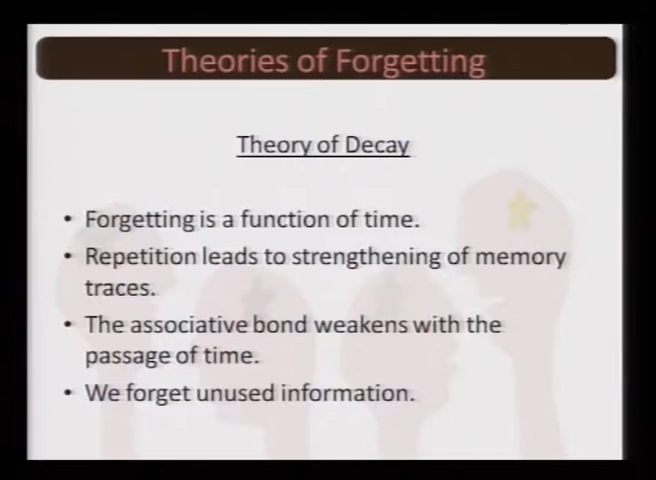 Theories of Forgetting
Theory of Decay
• Forgetting is a function of time.
• Repetition leads to strengthening of memory
traces.
• The associative bond weakens with the
passage of time.
• We forget unused information.